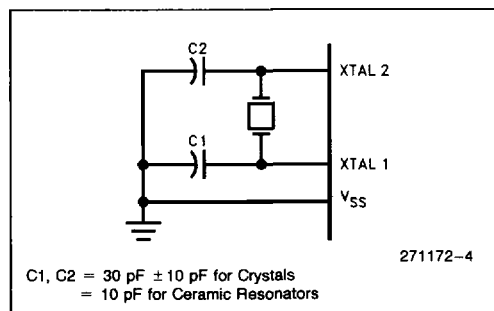 C2
XTAL 2
C1
XTAL 1
VSS
271172–4
C1, C2 = 30 pF ±10 pF for Crystals
= 10 pF for Ceramic Resonators